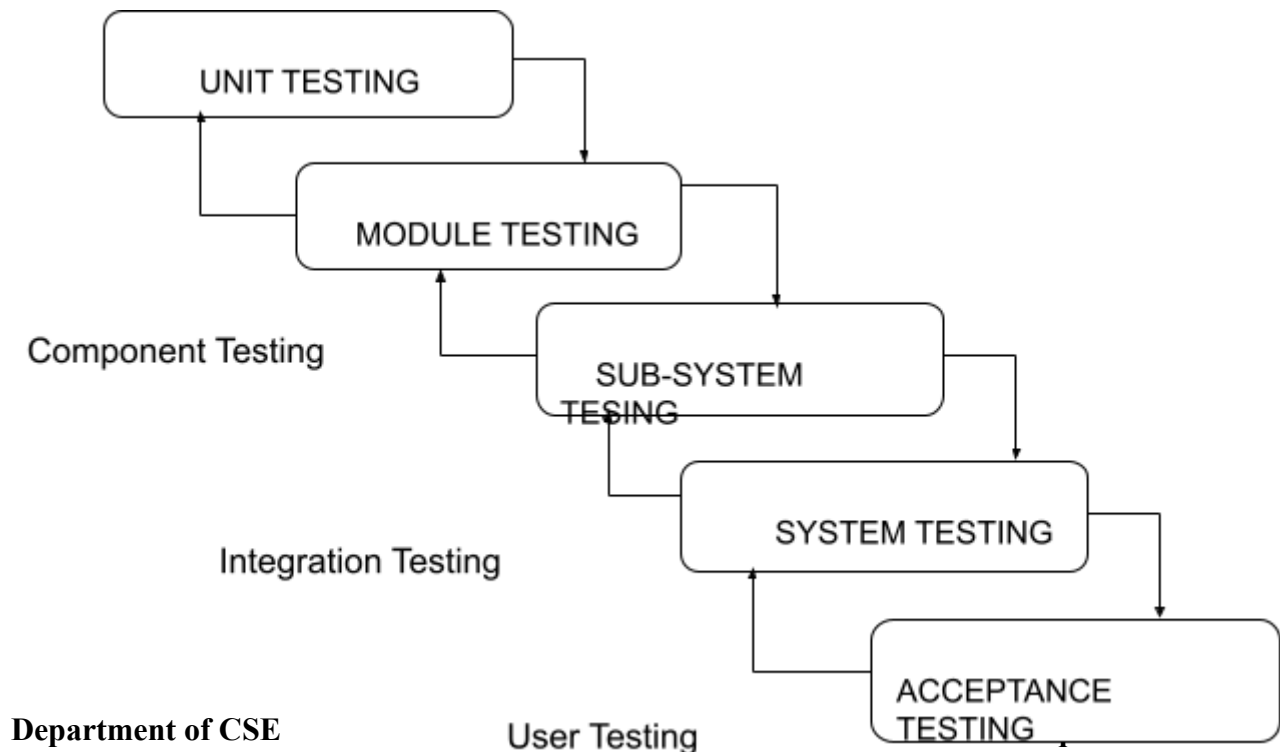 UNIT TESTING
MODULE TESTING
Component Testing
SUB-SYSTEM
TESING
SYSTEM TESTING
Integration Testing
ACCEPTANCE
TESTING
Department of CSE
User Testing